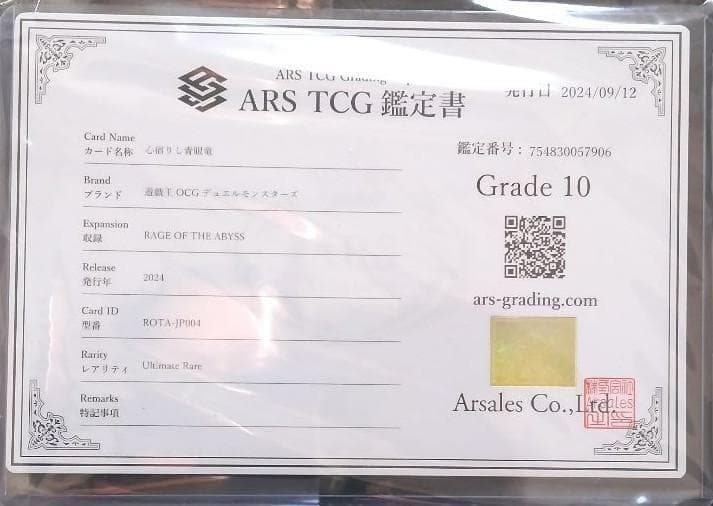 ARS TCG Grading
ARS TCG 鑑定書
発行日 2024/09/12
Card Name
カード名称 心宿りし青眼竜
鑑定番号：754830057906
Brand
ブランド 遊戯王OCG デュエルモンスターズ
Grade 10
Expansion
収録 RAGE OF THE ABYSS
Release
発行年 2024
ars-grading.com
Card ID
型番 ROTA-JP004
Rarity
レアリティ Ultimate Rare
Remarks
特記事項
Arsales Co.,Ltd.
Arsales